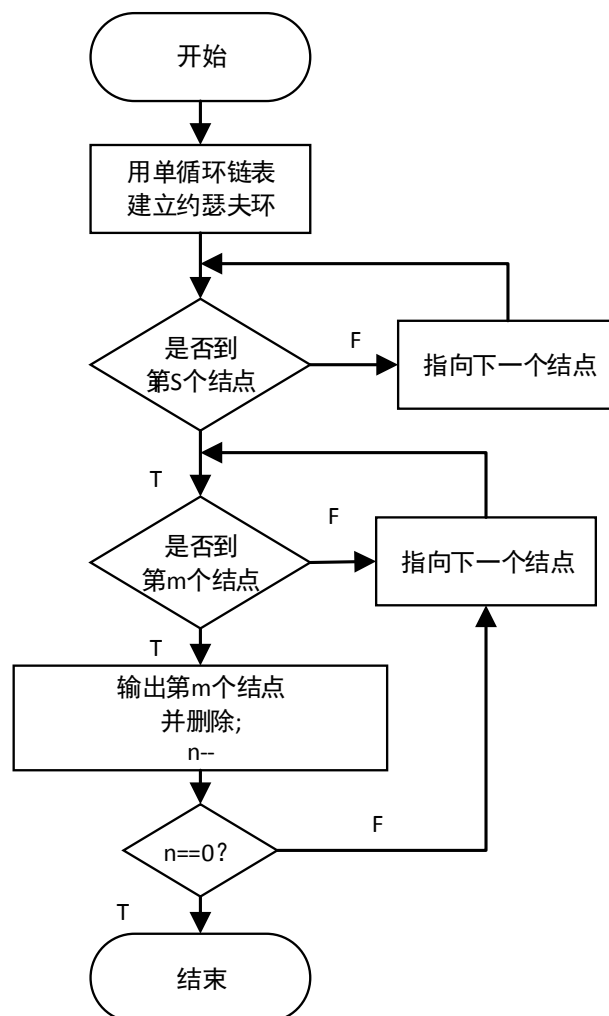 开始
用单循环链表
建立约瑟夫环
是否到
第S个结点
F
指向下一个结点
T
是否到
第m个结点
F
指向下一个结点
T
输出第m个结点
并删除;
n--
n==0?
F
T
结束